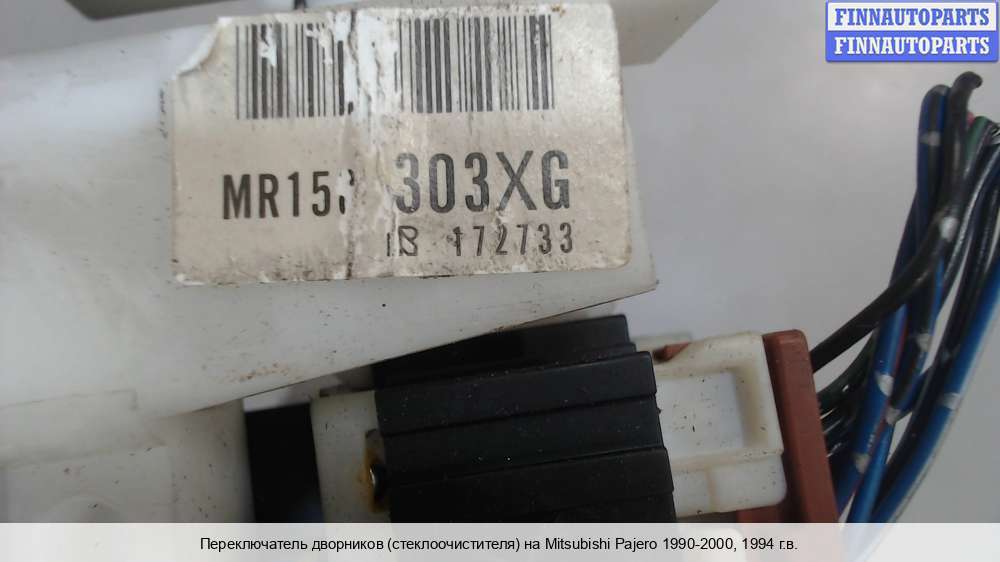 FINNAUTOPARTS
FINNAUTOPARTS
303XG
172733
Переключатель дворников (стеклоочистителя) на Mitsubishi Pajero 1990-2000, 1994 г.в.